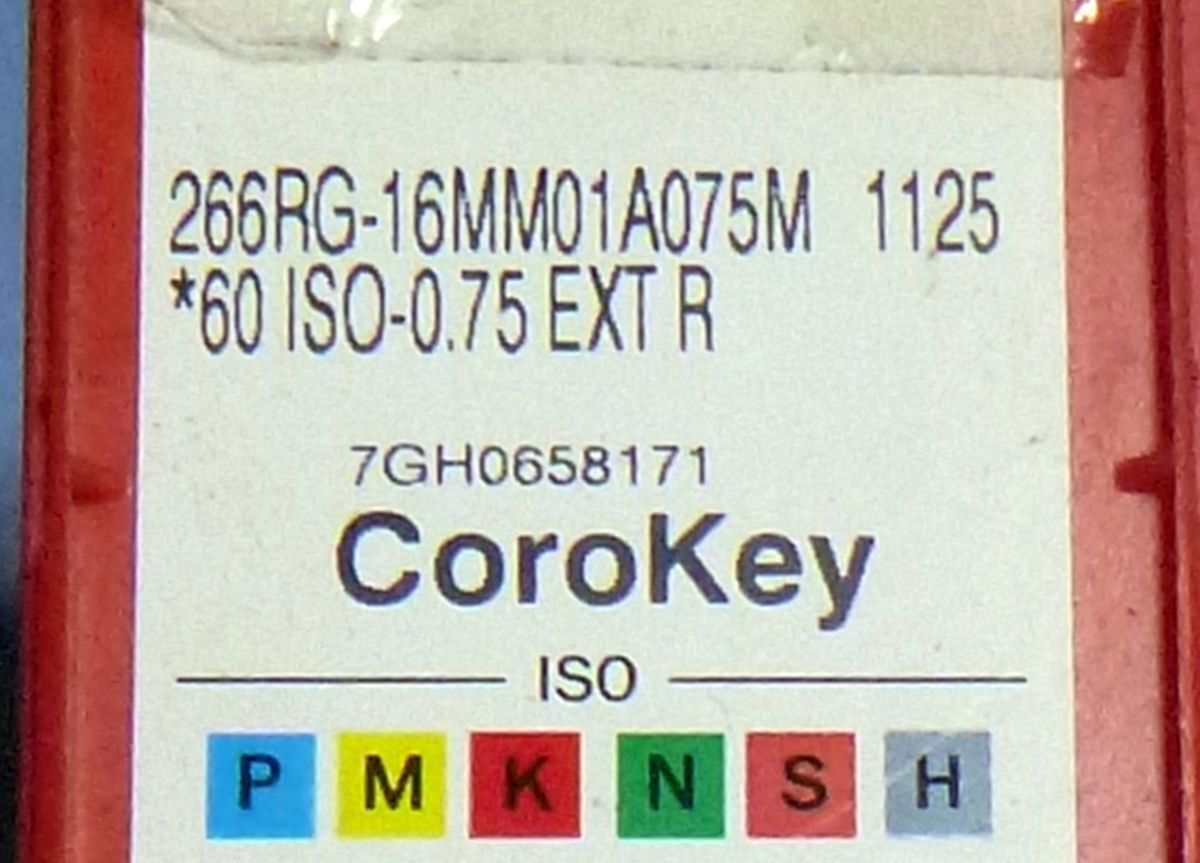 266RG-16MM01A075M 1125
*60 ISO-0.75 EXT R
7GH0658171
CoroKey
ISO
P M K N S H